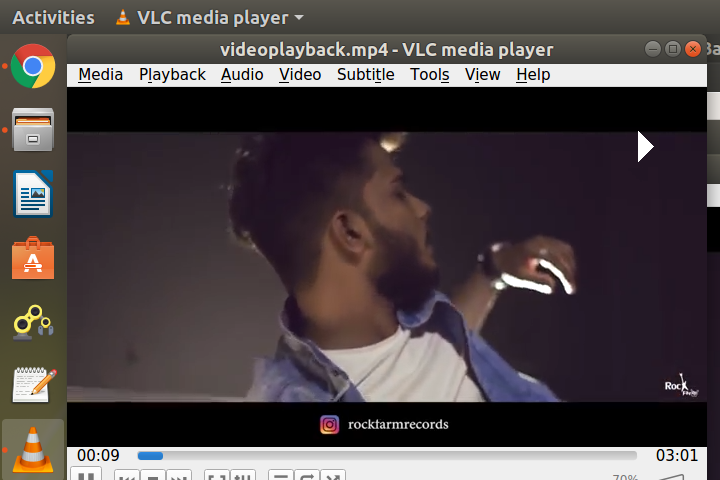 Activities VLC media player
videoplayback.mp4 - VLC media player
Media Playback Audio Video Subtitle Tools View Help
Rock
rockfarmrecords
00:09 03:01
70%